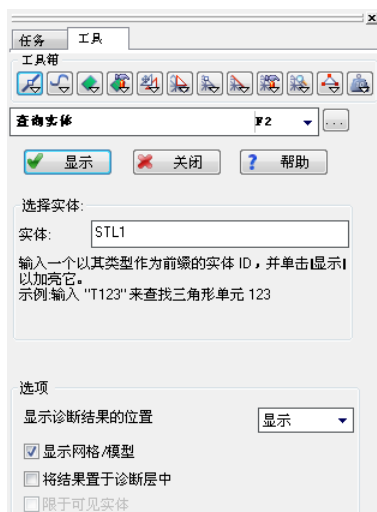 任务 工具
工具箱
查询实体 F2 ...
显示 关闭 ? 帮助
选择实体:
实体: STL1
输入一个以其类型作为前缀的实体 ID，并单击[显示]
以加亮它。
示例:输入 "T123"来查找三角形单元 123
选项
显示诊断结果的位置 显示
显示网格/模型
将结果置于诊断层中
限于可见实体